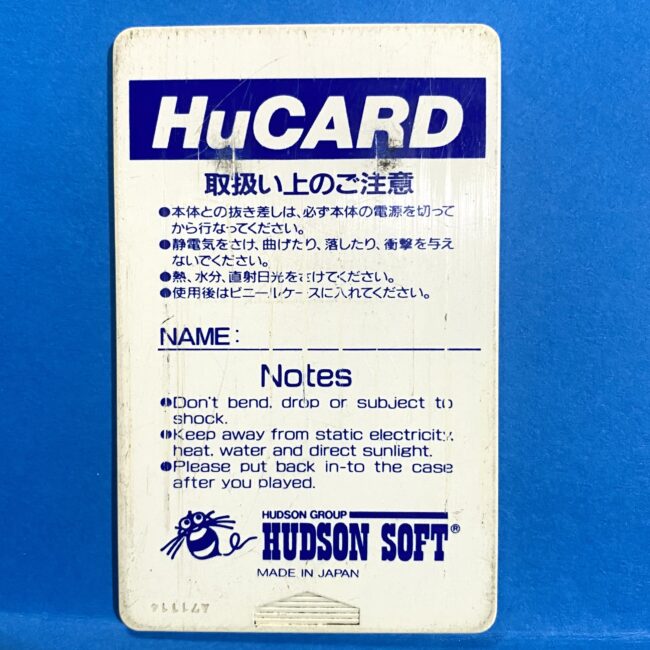 HuCARD
取扱い上のご注意
●本体との抜き差しは、必ず本体の電源を切って
から行なってください。
●静電気をさけ、曲げたり、落したり、衝撃を与え
ないでください。
●熱、水分、直射日光をさけてください。
●使用後はビニールケースに入れてください。
NAME:
Notes
●Don't bend, drop or subject to
shock.
●Keep away from static electricity,
heat, water and direct sunlight.
●Please put back in-to the case
after you played.
HUDSON GROUP
HUDSON SOFT®
MADE IN JAPAN